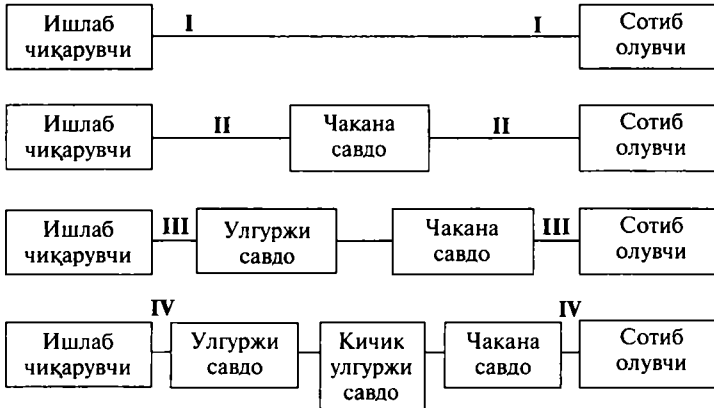 Ишлаб чиқарувчи I I Сотиб олувчи
Ишлаб чиқарувчи II Чакана савдо II Сотиб олувчи
Ишлаб чиқарувчи III Улгуржи савдо Чакана савдо III Сотиб олувчи
Ишлаб чиқарувчи IV Улгуржи савдо Кичик улгуржи савдо Чакана савдо IV Сотиб олувчи